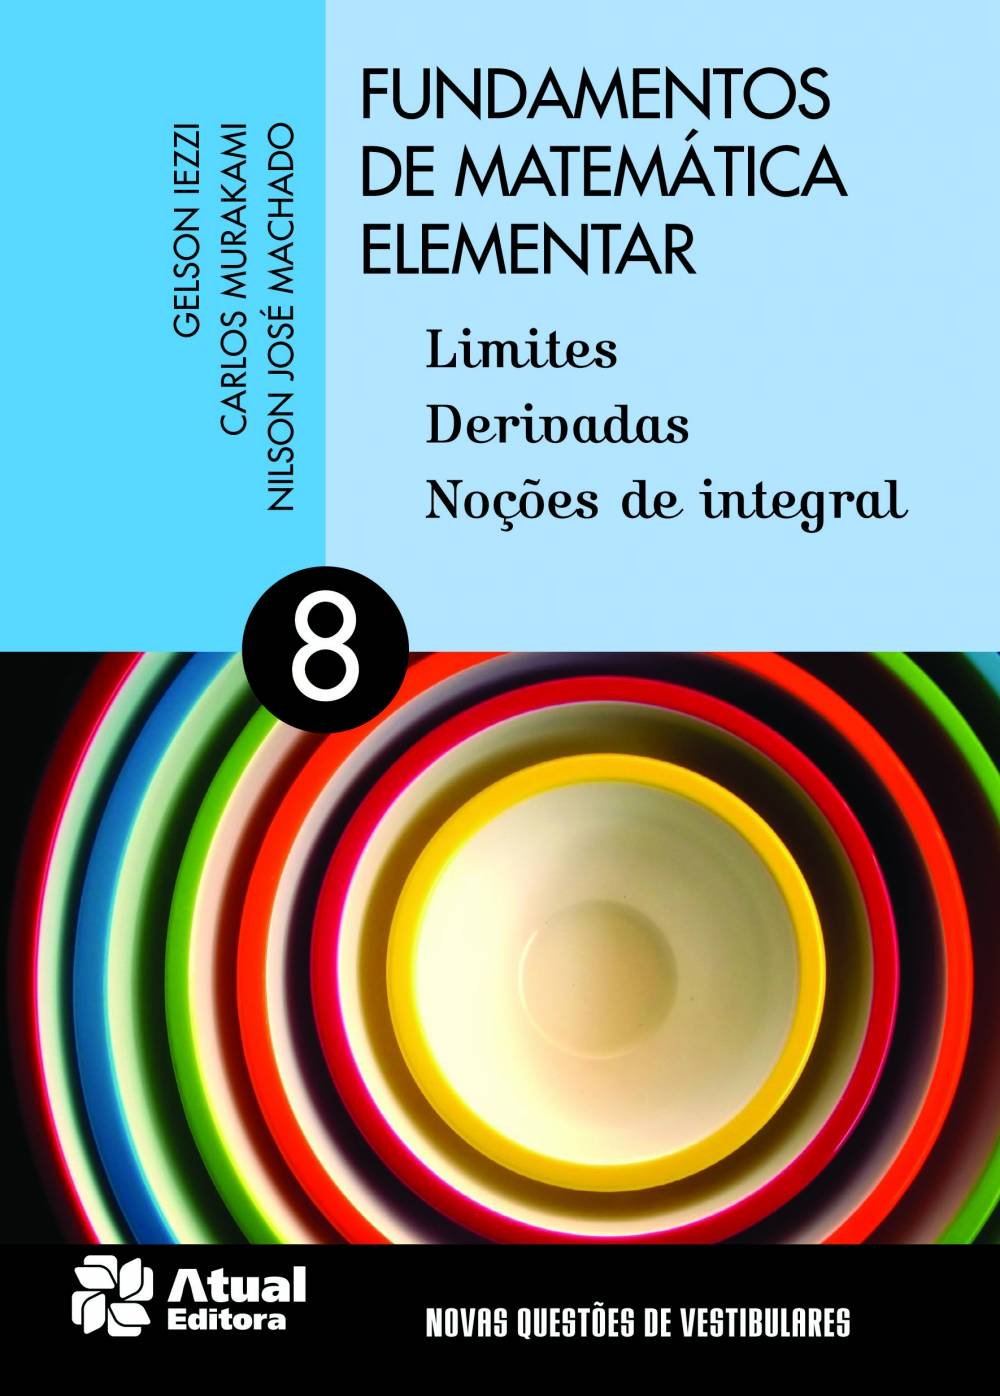 GELSON IEZZI
CARLOS MURAKAMI
NILSON JOSÉ MACHADO
FUNDAMENTOS
DE MATEMÁTICA
ELEMENTAR
Limites
Derivadas
Noções de integral
8
Atual
Editora
NOVAS QUESTÕES DE VESTIBULARES